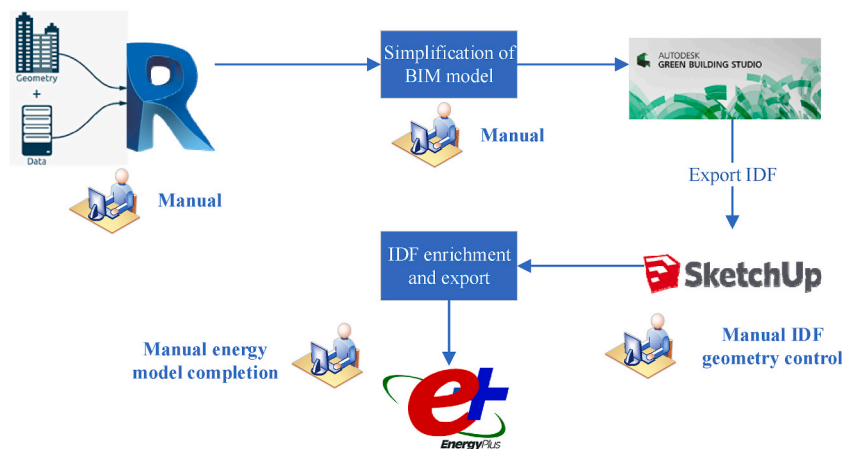 Geometry
+
Data
R
Manual
Simplification of
BIM model
Manual
AUTODESK
GREEN BUILDING STUDIO
Export IDF
SketchUp
Manual IDF
geometry control
IDF enrichment
and export
Manual energy
model completion
e+
EnergyPlus